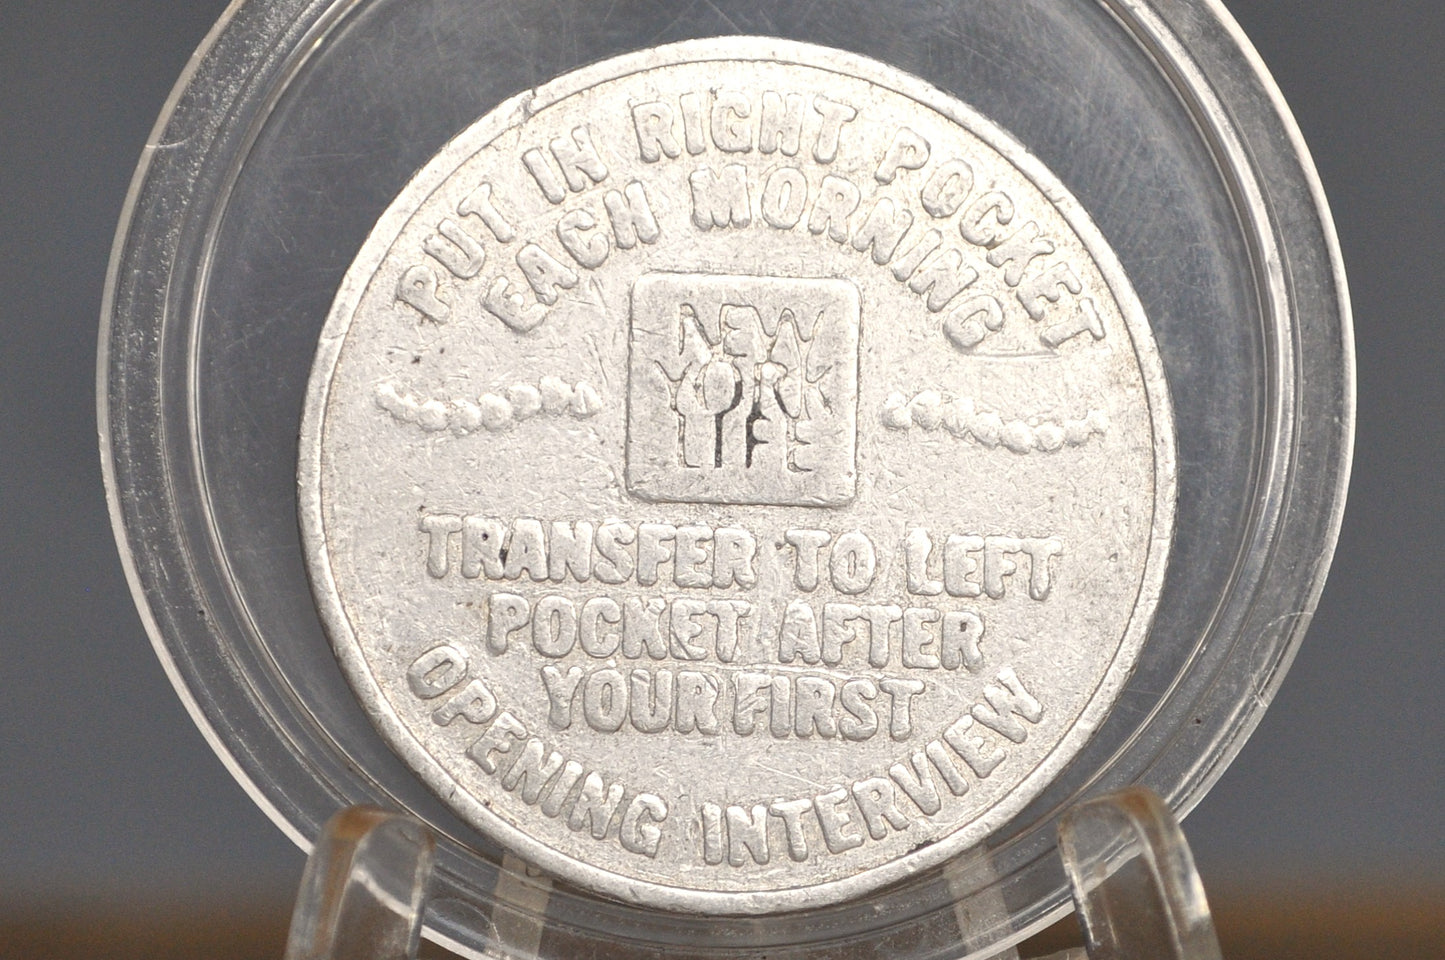 PUT IN RIGHT POCKET
EACH MORNING
NEW
YORK
LIFE
TRANSFER TO LEFT
POCKET AFTER
YOUR FIRST
OPENING INTERVIEW